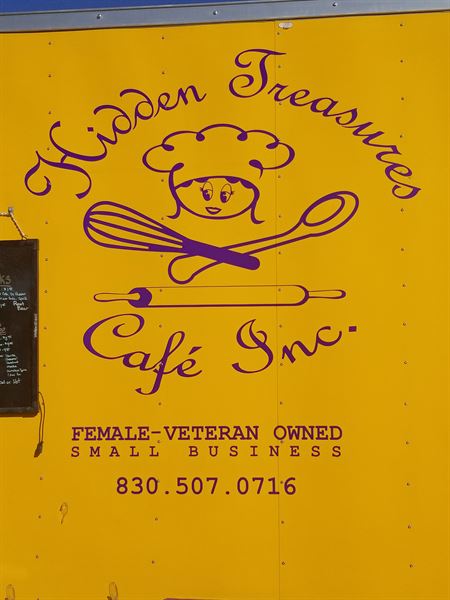 Hidden Treasures
Café Inc.
FEMALE-VETERAN OWNED
SMALL BUSINESS
830.507.0716